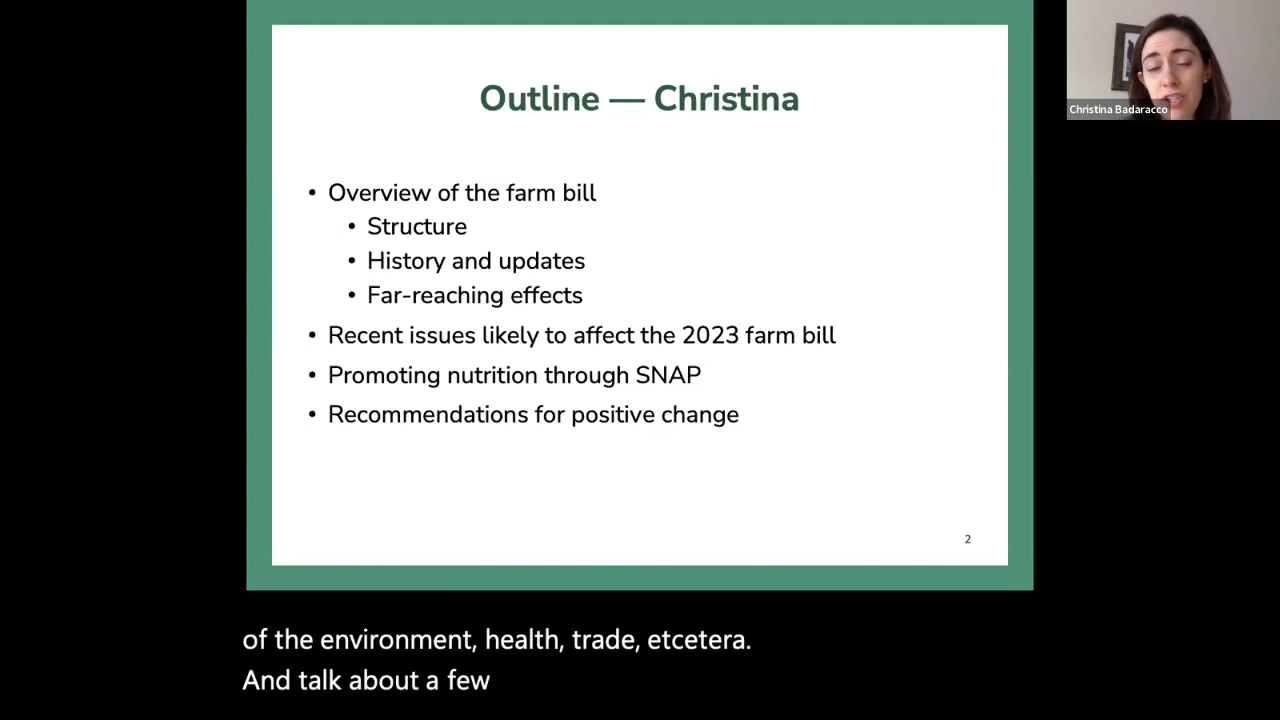 Outline — Christina
• Overview of the farm bill
• Structure
• History and updates
• Far-reaching effects
• Recent issues likely to affect the 2023 farm bill
• Promoting nutrition through SNAP
• Recommendations for positive change
2
Christina Badaracco
of the environment, health, trade, etcetera.
And talk about a few